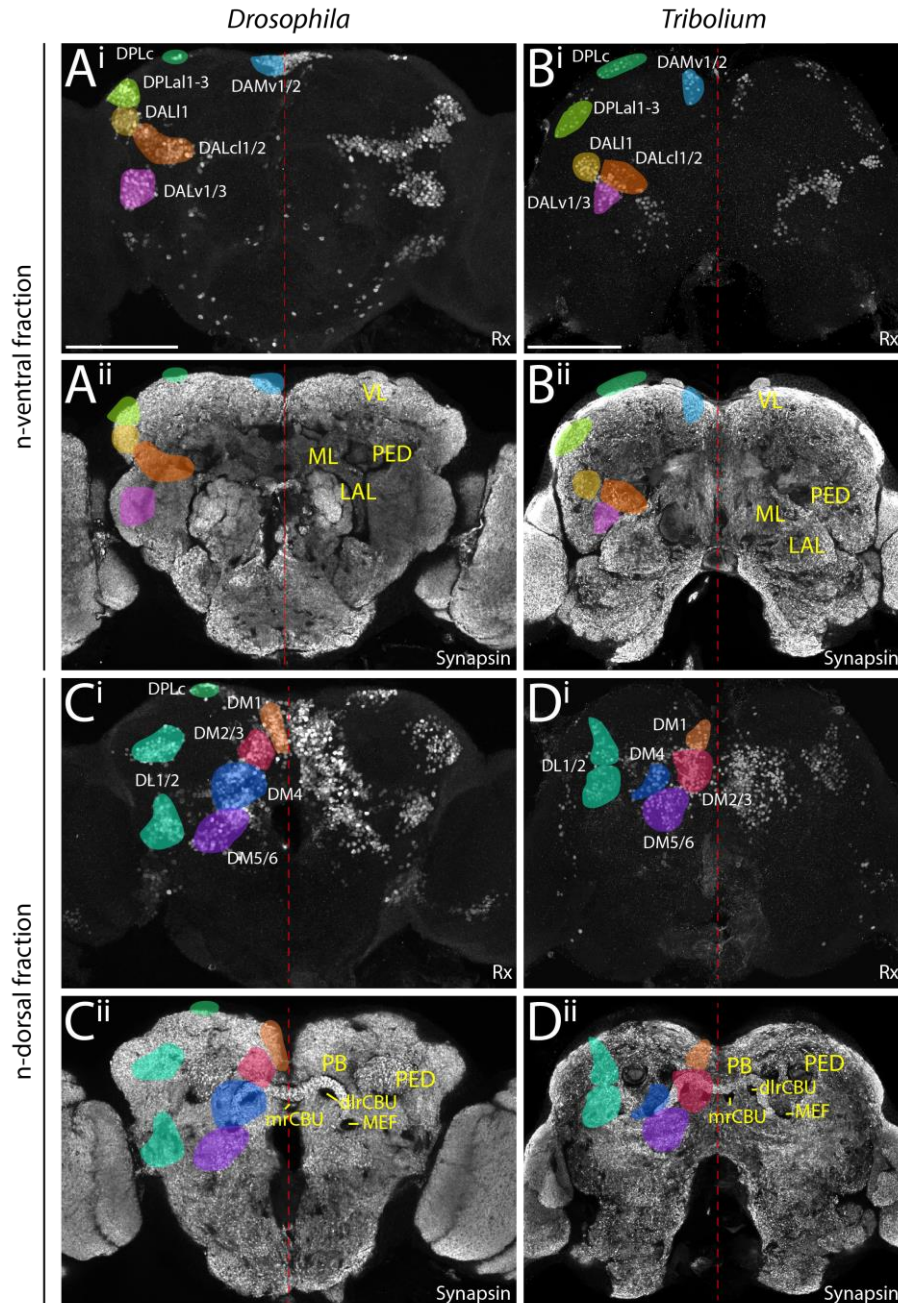 Drosophila
Tribolium
n-ventral fraction
n-dorsal fraction
Ai
DPLc
DPLal1-3
DALl1
DALcl1/2
DALv1/3
DAMv1/2
Rx
Bi
DPLc
DAMv1/2
DPLal1-3
DALl1
DALcl1/2
DALv1/3
Rx
Aii
VL
ML
PED
LAL
Synapsin
Bii
VL
PED
ML
LAL
Synapsin
Ci
DPLc
DM1
DM2/3
DL1/2
DM4
DM5/6
Rx
Di
DM1
DM4
DL1/2
DM2/3
DM5/6
Rx
Cii
PB
PED
dlrCBU
mrCBU
MEF
Synapsin
Dii
PB
PED
dlrCBU
mrCBU
MEF
Synapsin